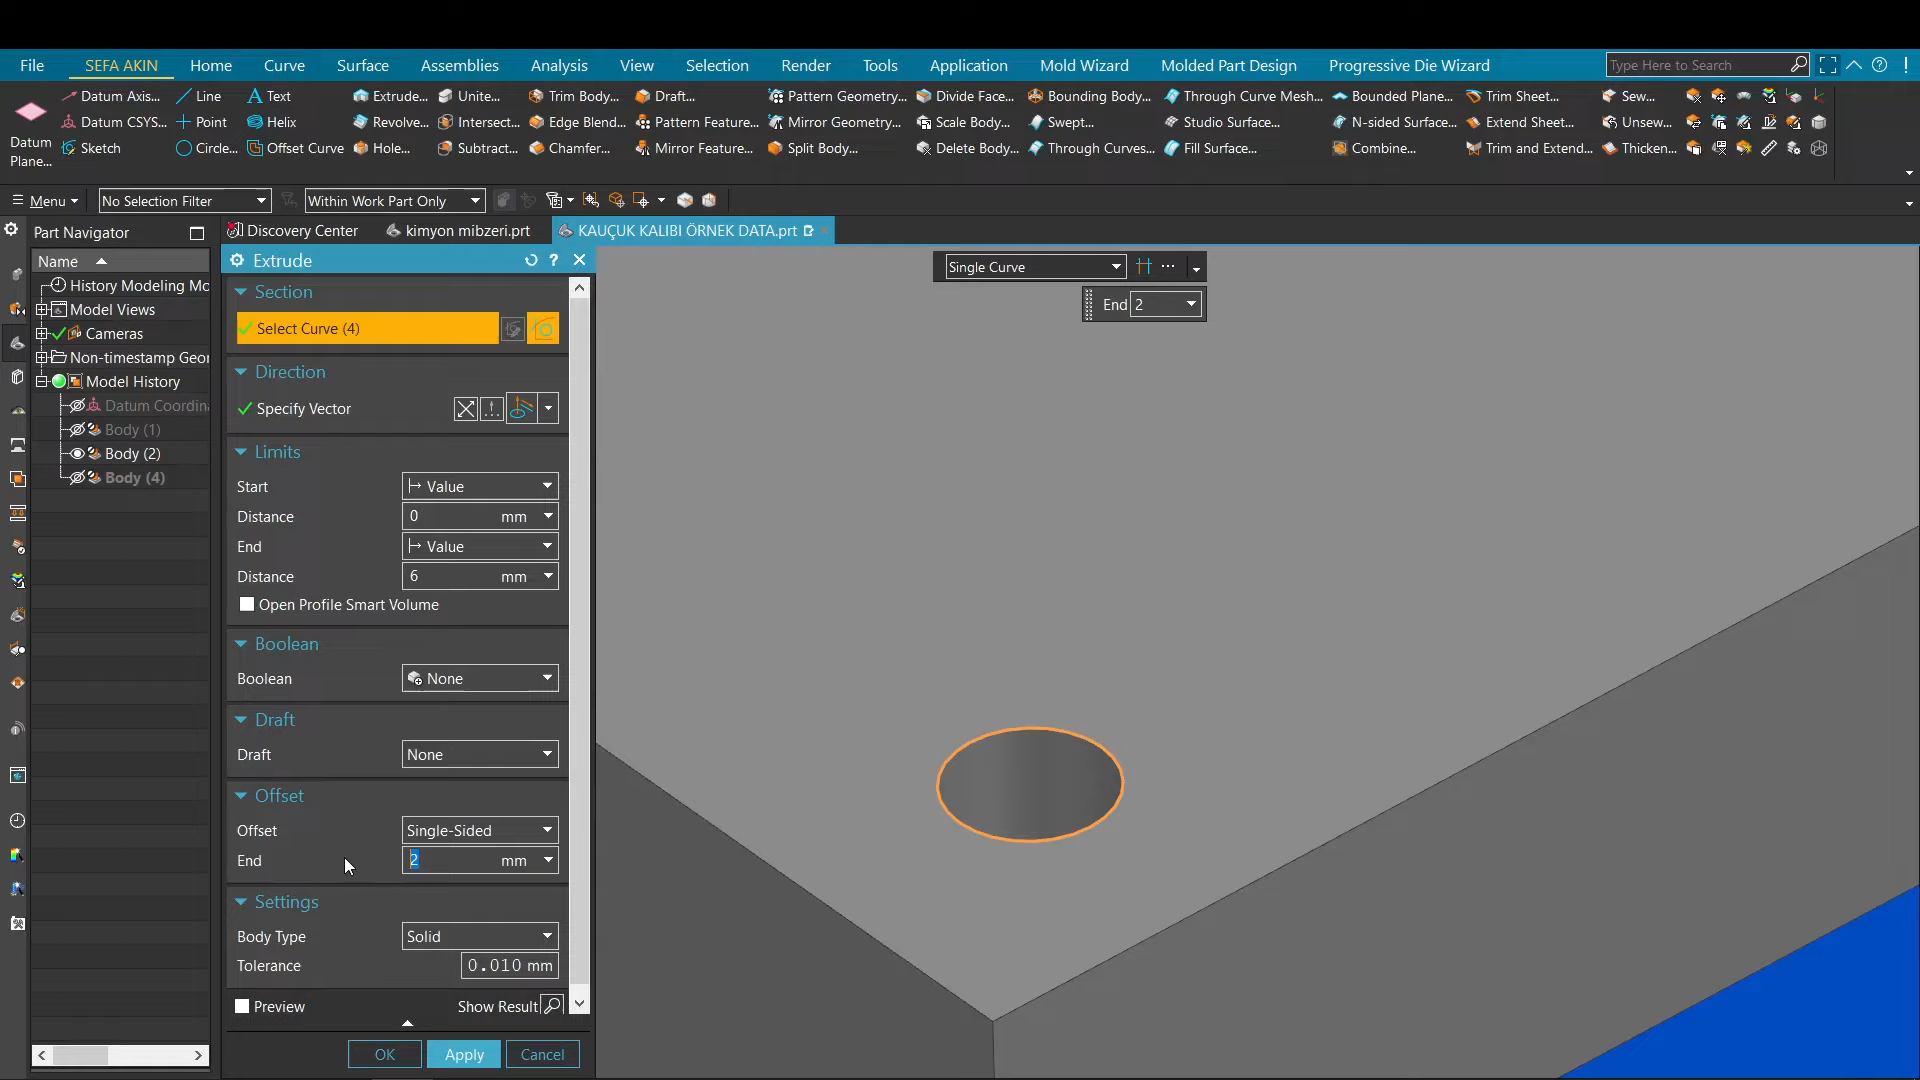 File SEFA AKIN Home Curve Surface Assemblies Analysis View Selection Render Tools Application Mold Wizard Molded Part Design Progressive Die Wizard Type Here to Search
Datum Plane...
Datum Axis... Line Text Extrude... Unite... Trim Body... Draft... Pattern Geometry... Divide Face... Bounding Body... Through Curve Mesh... Bounded Plane... Trim Sheet... Sew...
Datum CSYS... Point Helix Revolve... Intersect... Edge Blend... Pattern Feature... Mirror Geometry... Scale Body... Swept... Studio Surface... N-sided Surface... Extend Sheet... Unsew...
Sketch Circle... Offset Curve Hole... Subtract... Chamfer... Mirror Feature... Split Body... Delete Body... Through Curves... Fill Surface... Combine... Trim and Extend... Thicken...
Menu No Selection Filter Within Work Part Only
Part Navigator
Discovery Center kimyon mibzeri.prt KAUÇUK KALIBI ÖRNEK DATA.prt
Name
History Modeling Mo
Model Views
Cameras
Non-timestamp Geor
Model History
Datum Coordin
Body (1)
Body (2)
Body (4)
Extrude
Section
Select Curve (4)
Direction
Specify Vector
Limits
Start Value
Distance 0 mm
End Value
Distance 6 mm
Open Profile Smart Volume
Boolean
Boolean None
Draft
Draft None
Offset
Offset Single-Sided
End 2 mm
Settings
Body Type Solid
Tolerance 0.010 mm
Preview Show Result
OK Apply Cancel
Single Curve
End 2